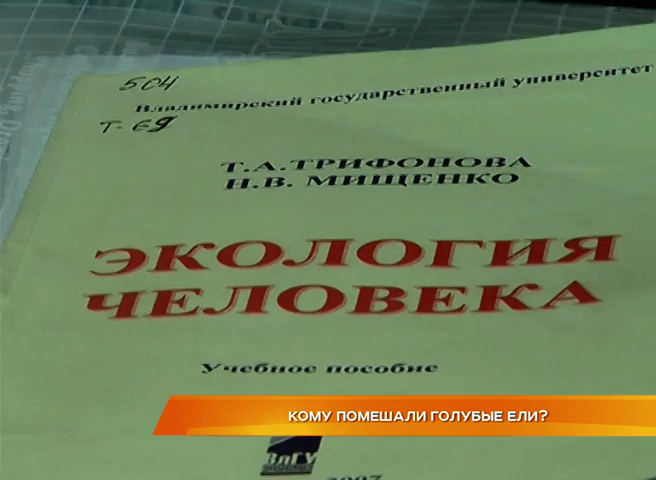 504
Владимирский государственный университет
Т-69
Т.А.ТРИФОНОВА
Н.В. МИЩЕНКО
ЭКОЛОГИЯ
ЧЕЛОВЕКА
Учебное пособие
КОМУ ПОМЕШАЛИ ГОЛУБЫЕ ЕЛИ?
ВлГУ